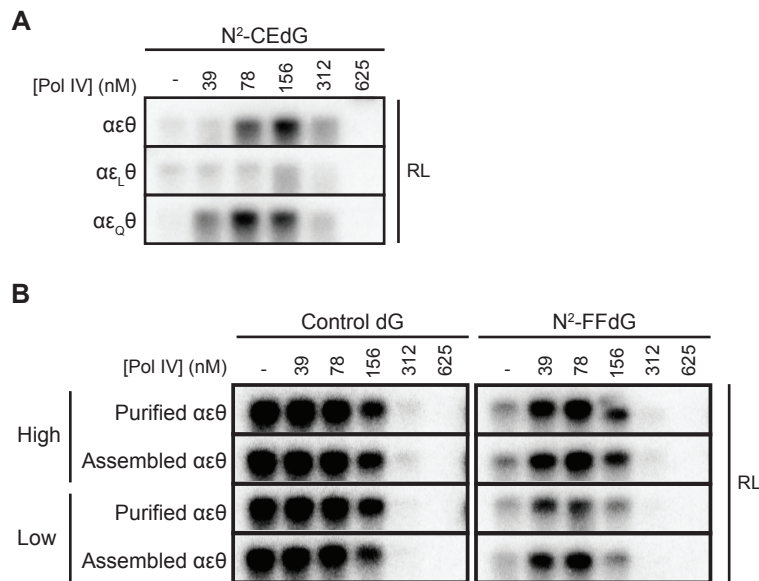 A
N²-CEdG
[Pol IV] (nM) - 39 78 156 312 625
αεθ
αε_Lθ
αε_Qθ
RL
B
Control dG N²-FFdG
[Pol IV] (nM) - 39 78 156 312 625 - 39 78 156 312 625
High
Purified αεθ
Assembled αεθ
Low
Purified αεθ
Assembled αεθ
RL